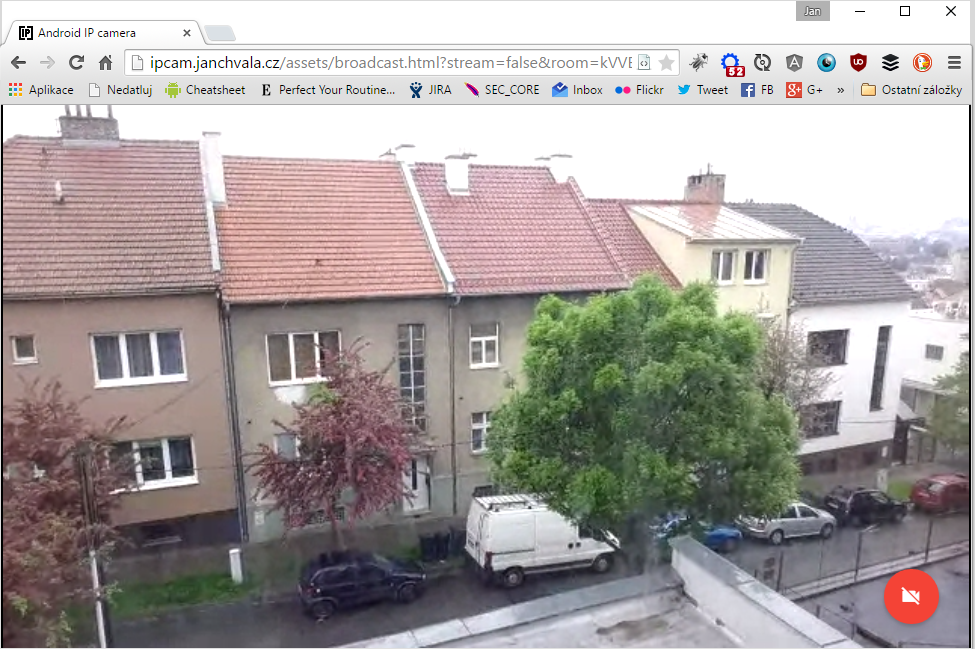 Jan
Android IP camera
ipcam.janchvala.cz/assets/broadcast.html?stream=false&room=kVVE
52
Aplikace Nedatluj Cheatsheet Perfect Your Routine... JIRA SEC_CORE Inbox Flickr Tweet FB G+ » Ostatní záložky